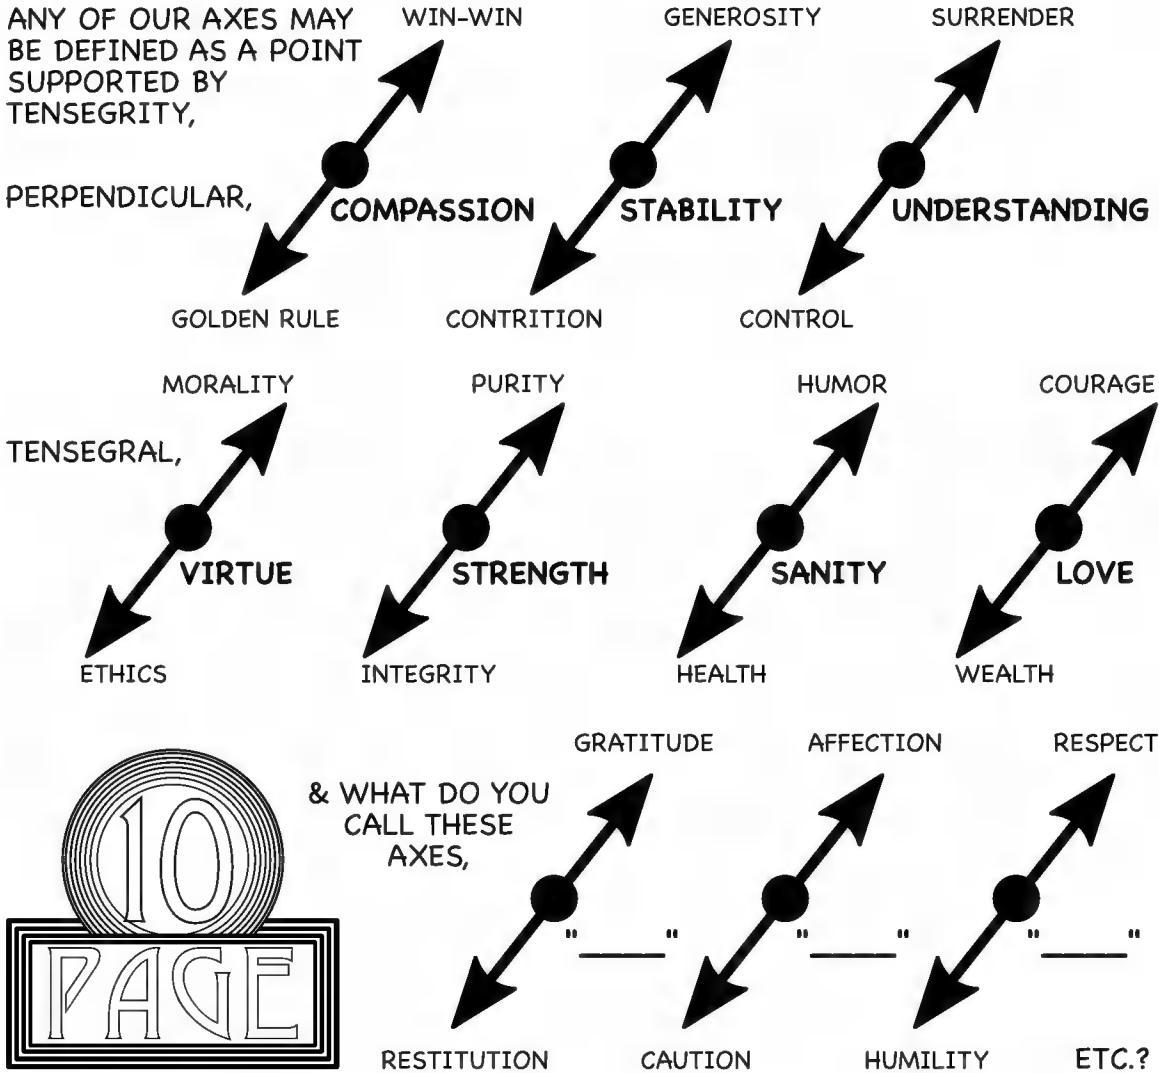 ANY OF OUR AXES MAY
BE DEFINED AS A POINT
SUPPORTED BY
TENSEGRITY,
WIN-WIN
GENEROSITY
SURRENDER
PERPENDICULAR,
COMPASSION
STABILITY
UNDERSTANDING
GOLDEN RULE
CONTRITION
CONTROL
MORALITY
PURITY
HUMOR
COURAGE
TENSEGRAL,
VIRTUE
STRENGTH
SANITY
LOVE
ETHICS
INTEGRITY
HEALTH
WEALTH
GRATITUDE
AFFECTION
RESPECT
& WHAT DO YOU
CALL THESE
AXES,
"____"
"____"
"____"
RESTITUTION
CAUTION
HUMILITY
ETC.?
10
PAGE